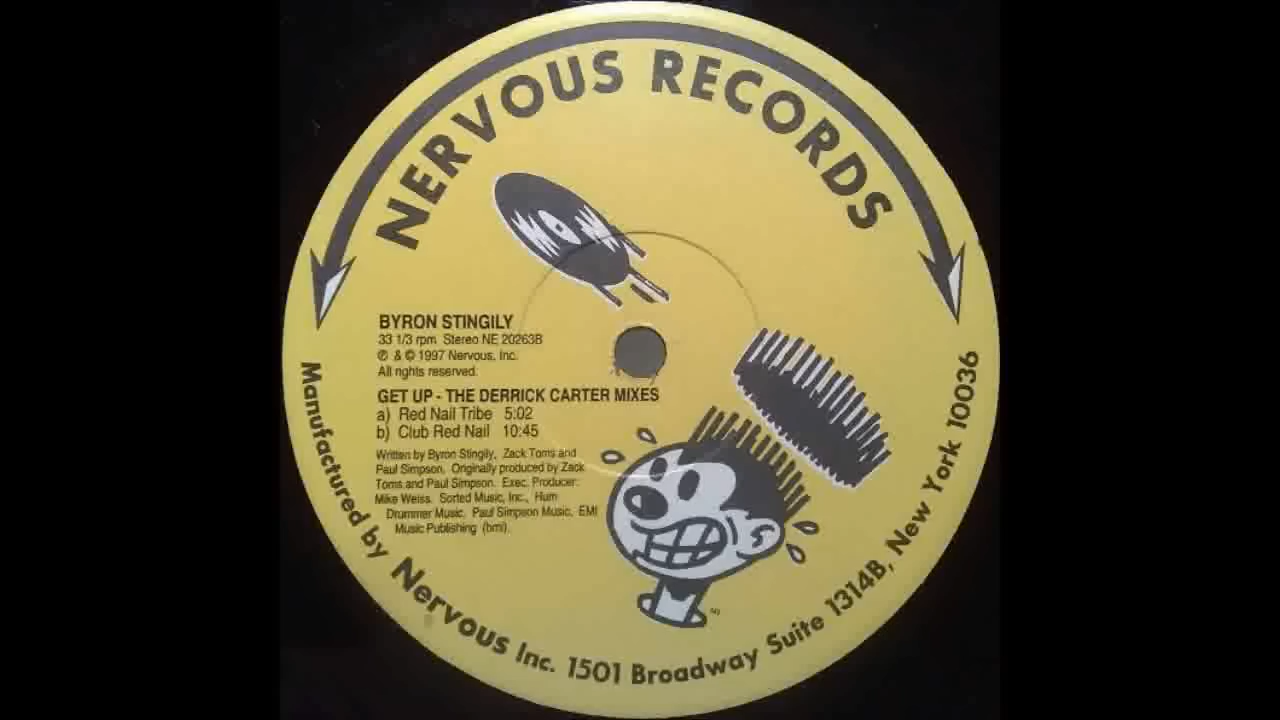 NERVOUS RECORDS
BYRON STINGILY
33 1/3 rpm Stereo NE 20263B
℗ & © 1997 Nervous, Inc.
All rights reserved.
GET UP - THE DERRICK CARTER MIXES
a) Red Nail Tribe 5:02
b) Club Red Nail 10:45
Written by Byron Stingily, Zack Toms and
Paul Simpson. Originally produced by Zack
Toms and Paul Simpson. Exec. Producer:
Mike Weiss. Sorted Music, Inc., Hum
Drummer Music, Paul Simpson Music, EMI
Music Publishing (bmi).
Manufactured by Nervous Inc. 1501 Broadway Suite 1314B, New York 10036